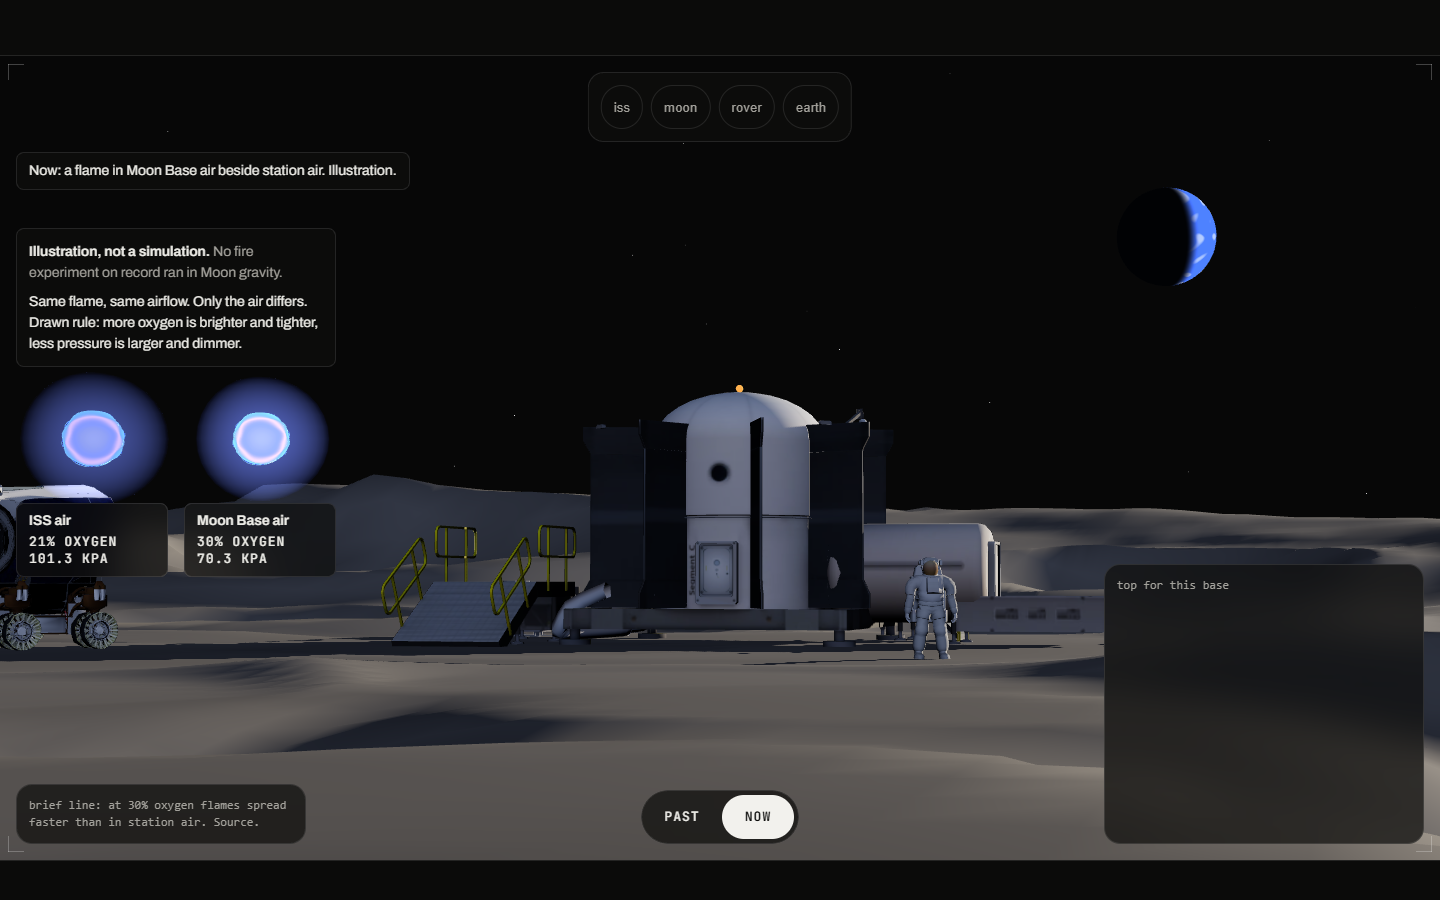 iss moon rover earth
Now: a flame in Moon Base air beside station air. Illustration.
Illustration, not a simulation. No fire
experiment on record ran in Moon gravity.
Same flame, same airflow. Only the air differs.
Drawn rule: more oxygen is brighter and tighter,
less pressure is larger and dimmer.
ISS air
21% OXYGEN
101.3 KPA
Moon Base air
30% OXYGEN
70.3 KPA
Segment C
top for this base
brief line: at 30% oxygen flames spread
faster than in station air. Source.
PAST NOW